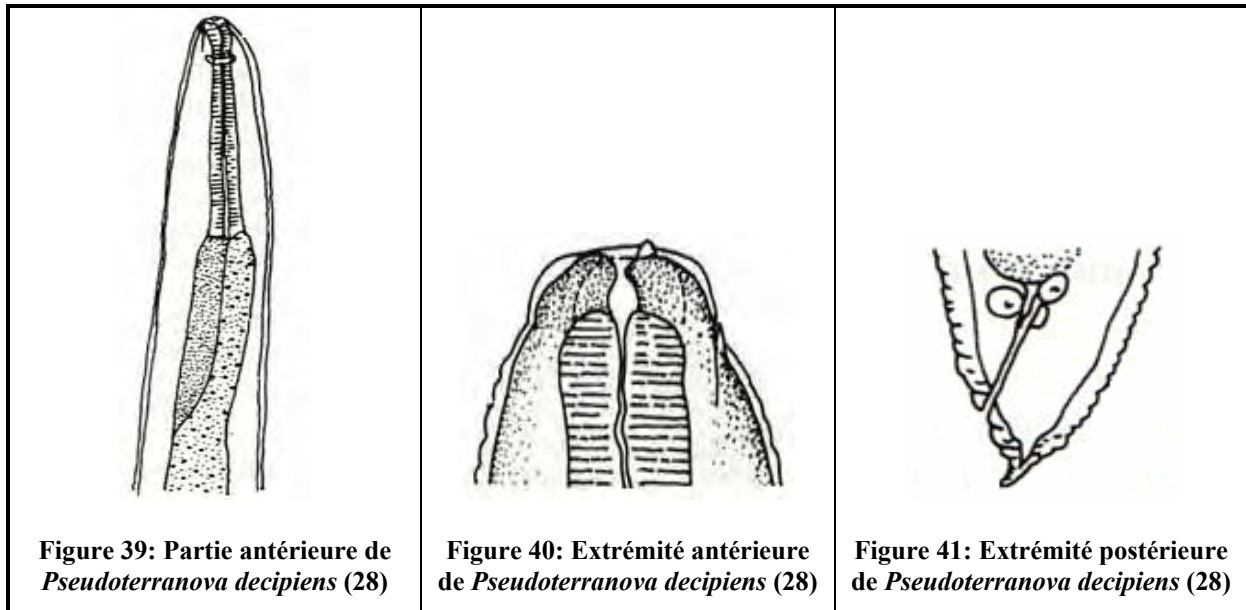 Figure 39: Partie antérieure de
Pseudoterranova decipiens (28)
Figure 40: Extrémité antérieure
de Pseudoterranova decipiens (28)
Figure 41: Extrémité postérieure
de Pseudoterranova decipiens (28)